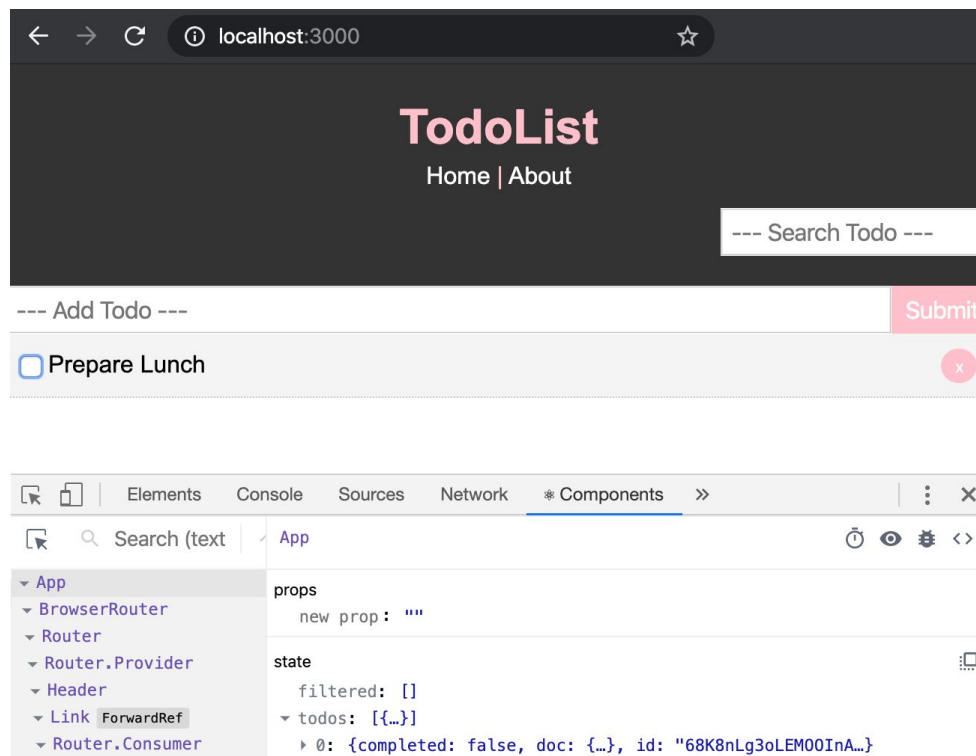 localhost:3000
TodoList
Home | About
--- Search Todo ---
--- Add Todo ---
Submit
Prepare Lunch
x
Elements Console Sources Network Components »
Search (text
App
App
props
BrowserRouter
new prop: ""
Router
Router.Provider
state
Header
filtered: []
Link ForwardRef
todos: [{…}]
Router.Consumer
0: {completed: false, doc: {…}, id: "68K8nLg3oLEMOOInA…}